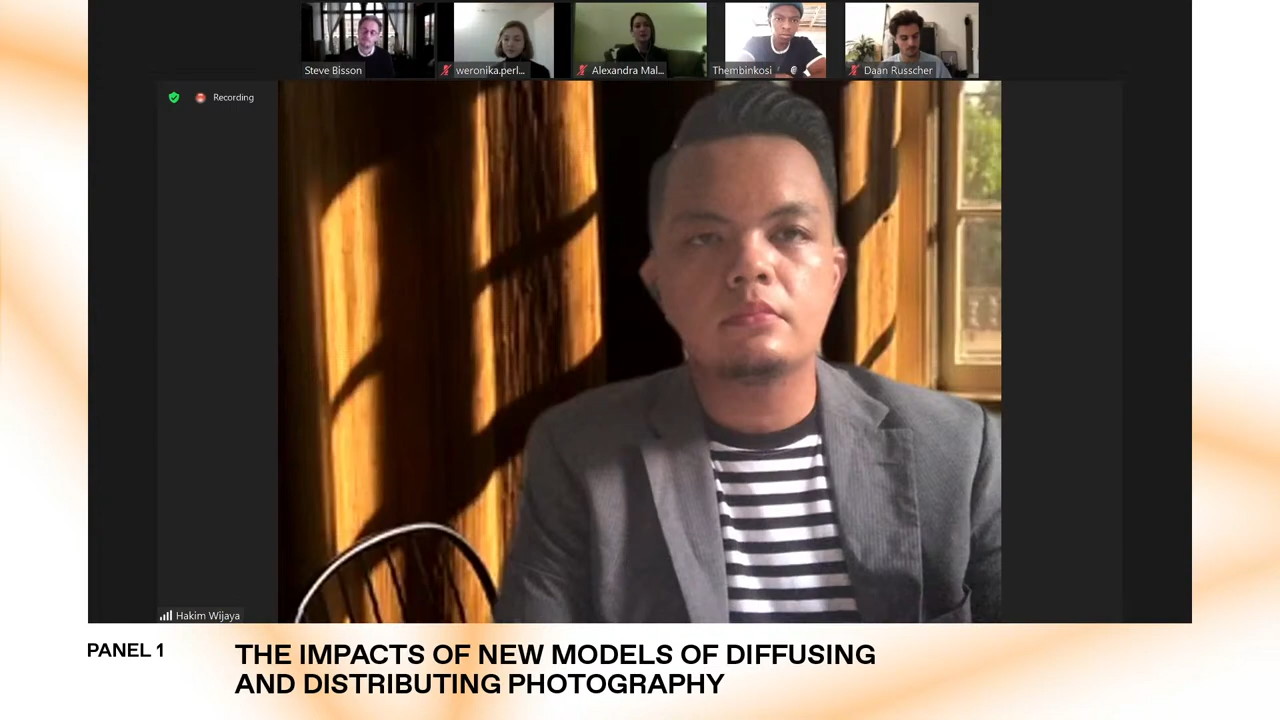 Steve Bisson
weronika.perl...
Alexandra Mal...
Thembinkosi
Daan Russcher
Recording
Hakim Wijaya
PANEL 1
THE IMPACTS OF NEW MODELS OF DIFFUSING
AND DISTRIBUTING PHOTOGRAPHY